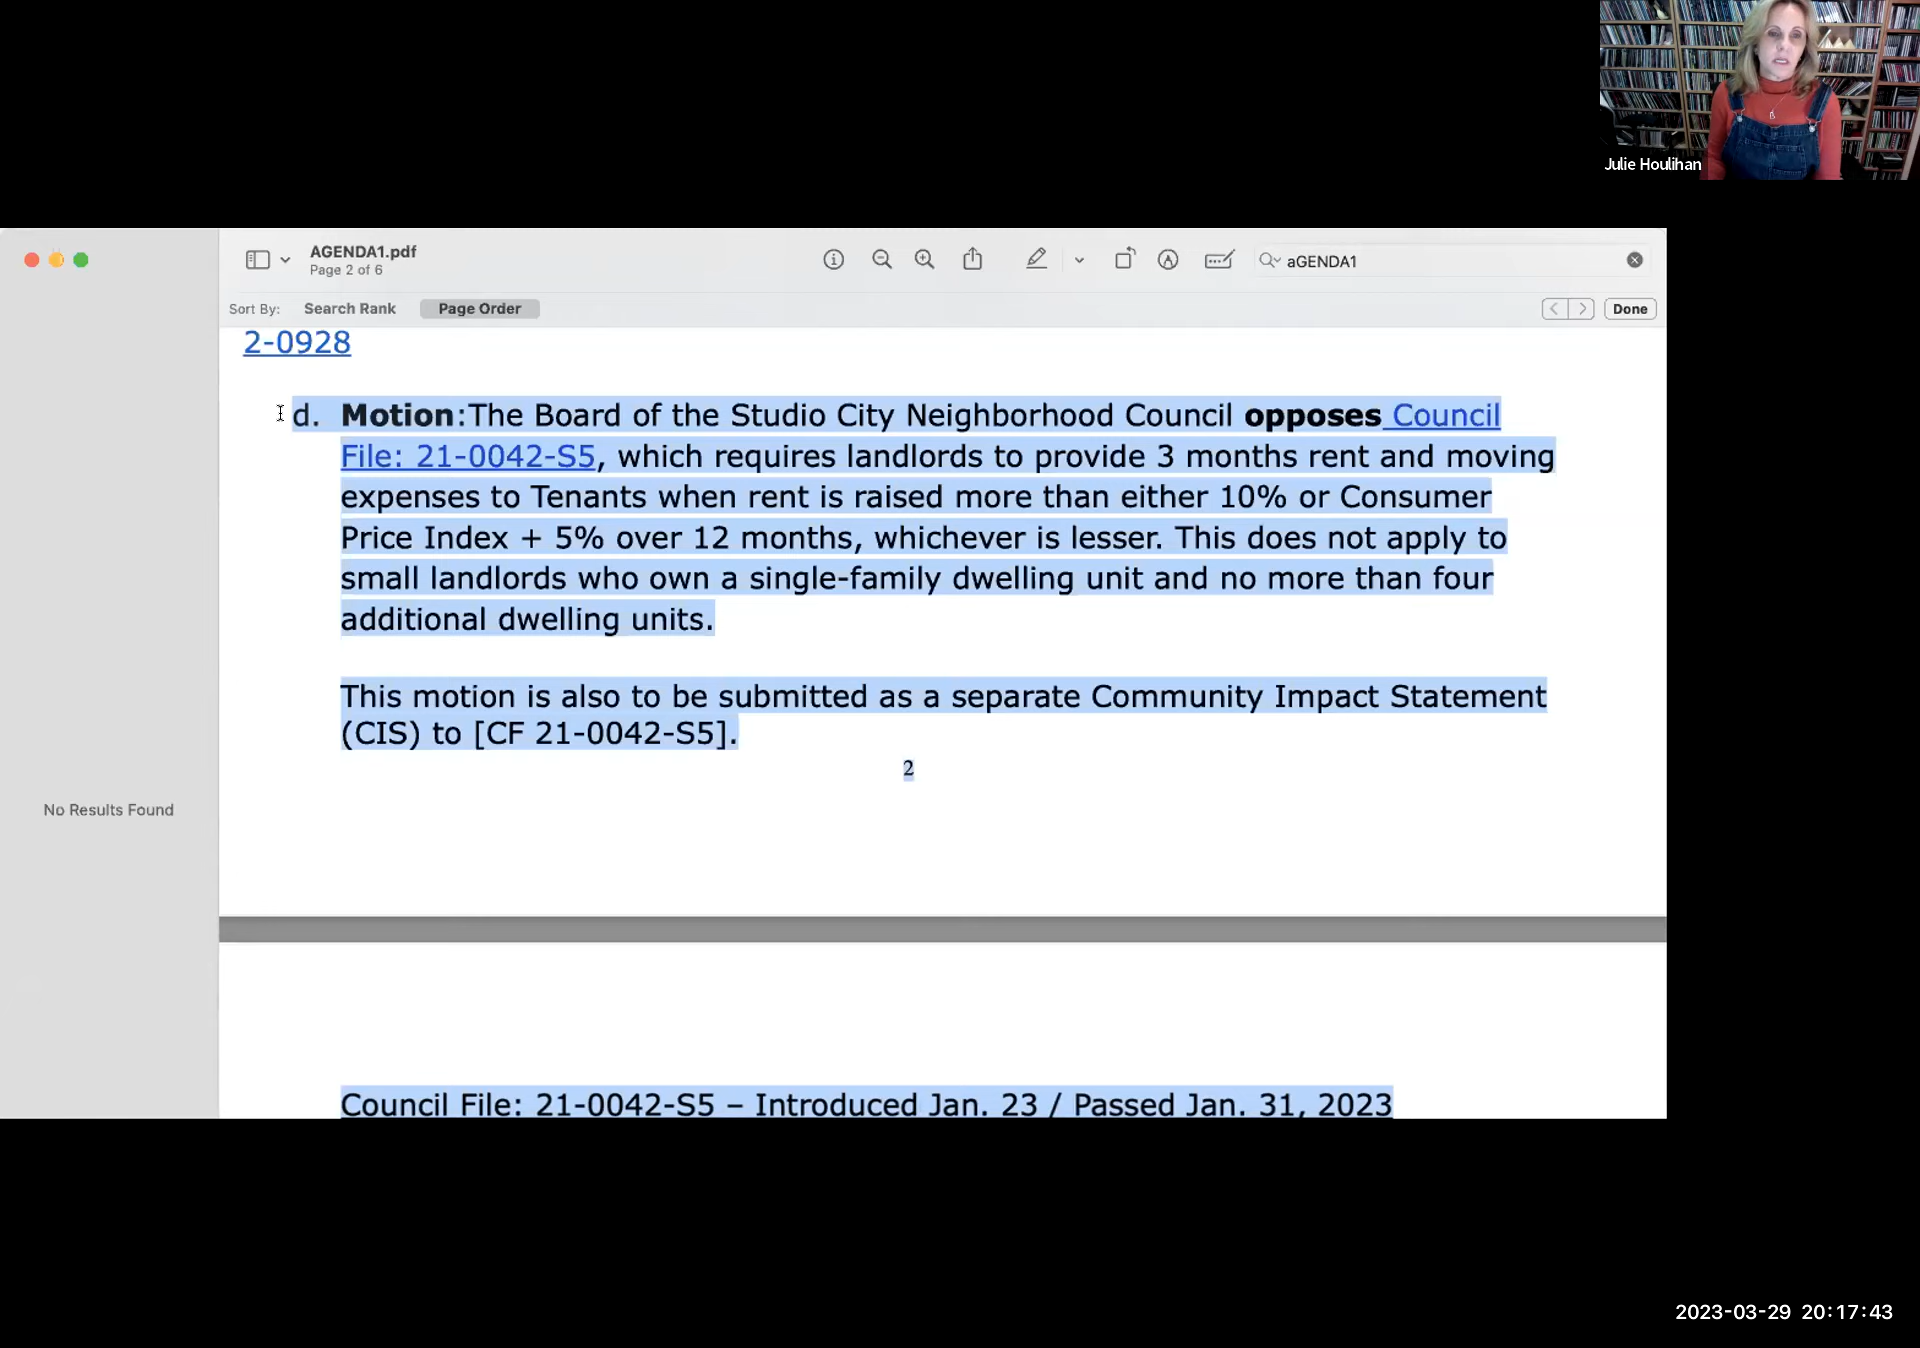 Julie Houlihan
AGENDA1.pdf
Page 2 of 6
aGENDA1
Sort By: Search Rank Page Order Done
2-0928
d. Motion:The Board of the Studio City Neighborhood Council opposes Council
File: 21-0042-S5, which requires landlords to provide 3 months rent and moving
expenses to Tenants when rent is raised more than either 10% or Consumer
Price Index + 5% over 12 months, whichever is lesser. This does not apply to
small landlords who own a single-family dwelling unit and no more than four
additional dwelling units.
This motion is also to be submitted as a separate Community Impact Statement
(CIS) to [CF 21-0042-S5].
2
No Results Found
Council File: 21-0042-S5 – Introduced Jan. 23 / Passed Jan. 31, 2023
2023-03-29 20:17:43